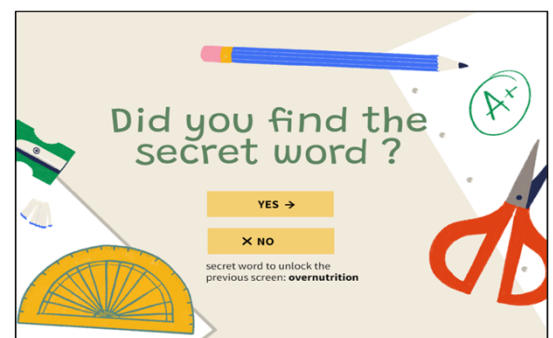 Did you find the
secret word ?
A+
YES →
✕ NO
secret word to unlock the
previous screen: overnutrition